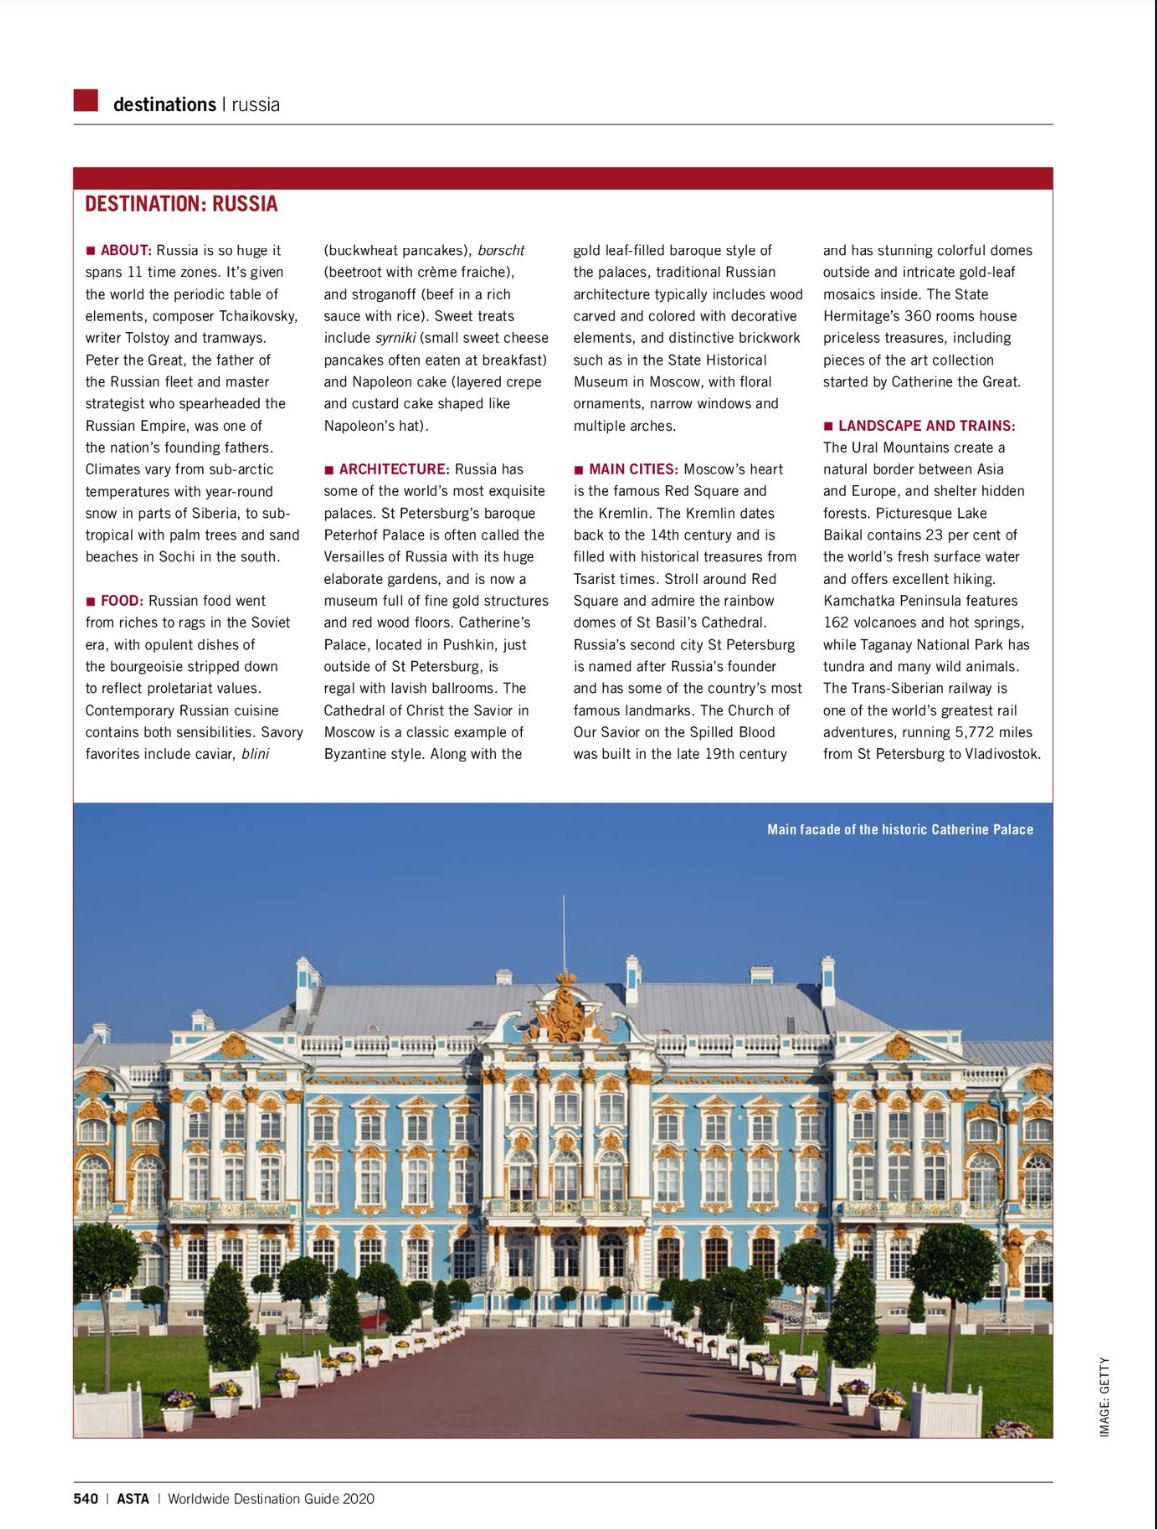 destinations | russia
DESTINATION: RUSSIA
■ ABOUT: Russia is so huge it
spans 11 time zones. It’s given
the world the periodic table of
elements, composer Tchaikovsky,
writer Tolstoy and tramways.
Peter the Great, the father of
the Russian fleet and master
strategist who spearheaded the
Russian Empire, was one of
the nation’s founding fathers.
Climates vary from sub-arctic
temperatures with year-round
snow in parts of Siberia, to sub-
tropical with palm trees and sand
beaches in Sochi in the south.
■ FOOD: Russian food went
from riches to rags in the Soviet
era, with opulent dishes of
the bourgeoisie stripped down
to reflect proletariat values.
Contemporary Russian cuisine
contains both sensibilities. Savory
favorites include caviar, blini
(buckwheat pancakes), borscht
(beetroot with crème fraiche),
and stroganoff (beef in a rich
sauce with rice). Sweet treats
include syrniki (small sweet cheese
pancakes often eaten at breakfast)
and Napoleon cake (layered crepe
and custard cake shaped like
Napoleon’s hat).
■ ARCHITECTURE: Russia has
some of the world’s most exquisite
palaces. St Petersburg’s baroque
Peterhof Palace is often called the
Versailles of Russia with its huge
elaborate gardens, and is now a
museum full of fine gold structures
and red wood floors. Catherine’s
Palace, located in Pushkin, just
outside of St Petersburg, is
regal with lavish ballrooms. The
Cathedral of Christ the Savior in
Moscow is a classic example of
Byzantine style. Along with the
gold leaf-filled baroque style of
the palaces, traditional Russian
architecture typically includes wood
carved and colored with decorative
elements, and distinctive brickwork
such as in the State Historical
Museum in Moscow, with floral
ornaments, narrow windows and
multiple arches.
■ MAIN CITIES: Moscow’s heart
is the famous Red Square and
the Kremlin. The Kremlin dates
back to the 14th century and is
filled with historical treasures from
Tsarist times. Stroll around Red
Square and admire the rainbow
domes of St Basil’s Cathedral.
Russia’s second city St Petersburg
is named after Russia’s founder
and has some of the country’s most
famous landmarks. The Church of
Our Savior on the Spilled Blood
was built in the late 19th century
and has stunning colorful domes
outside and intricate gold-leaf
mosaics inside. The State
Hermitage’s 360 rooms house
priceless treasures, including
pieces of the art collection
started by Catherine the Great.
■ LANDSCAPE AND TRAINS:
The Ural Mountains create a
natural border between Asia
and Europe, and shelter hidden
forests. Picturesque Lake
Baikal contains 23 per cent of
the world’s fresh surface water
and offers excellent hiking.
Kamchatka Peninsula features
162 volcanoes and hot springs,
while Taganay National Park has
tundra and many wild animals.
The Trans-Siberian railway is
one of the world’s greatest rail
adventures, running 5,772 miles
from St Petersburg to Vladivostok.
Main facade of the historic Catherine Palace
IMAGE: GETTY
540 | ASTA | Worldwide Destination Guide 2020